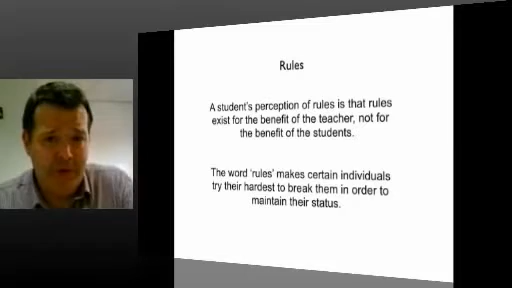 Rules
A student's perception of rules is that rules
exist for the benefit of the teacher, not for
the benefit of the students.
The word 'rules' makes certain individuals
try their hardest to break them in order to
maintain their status.